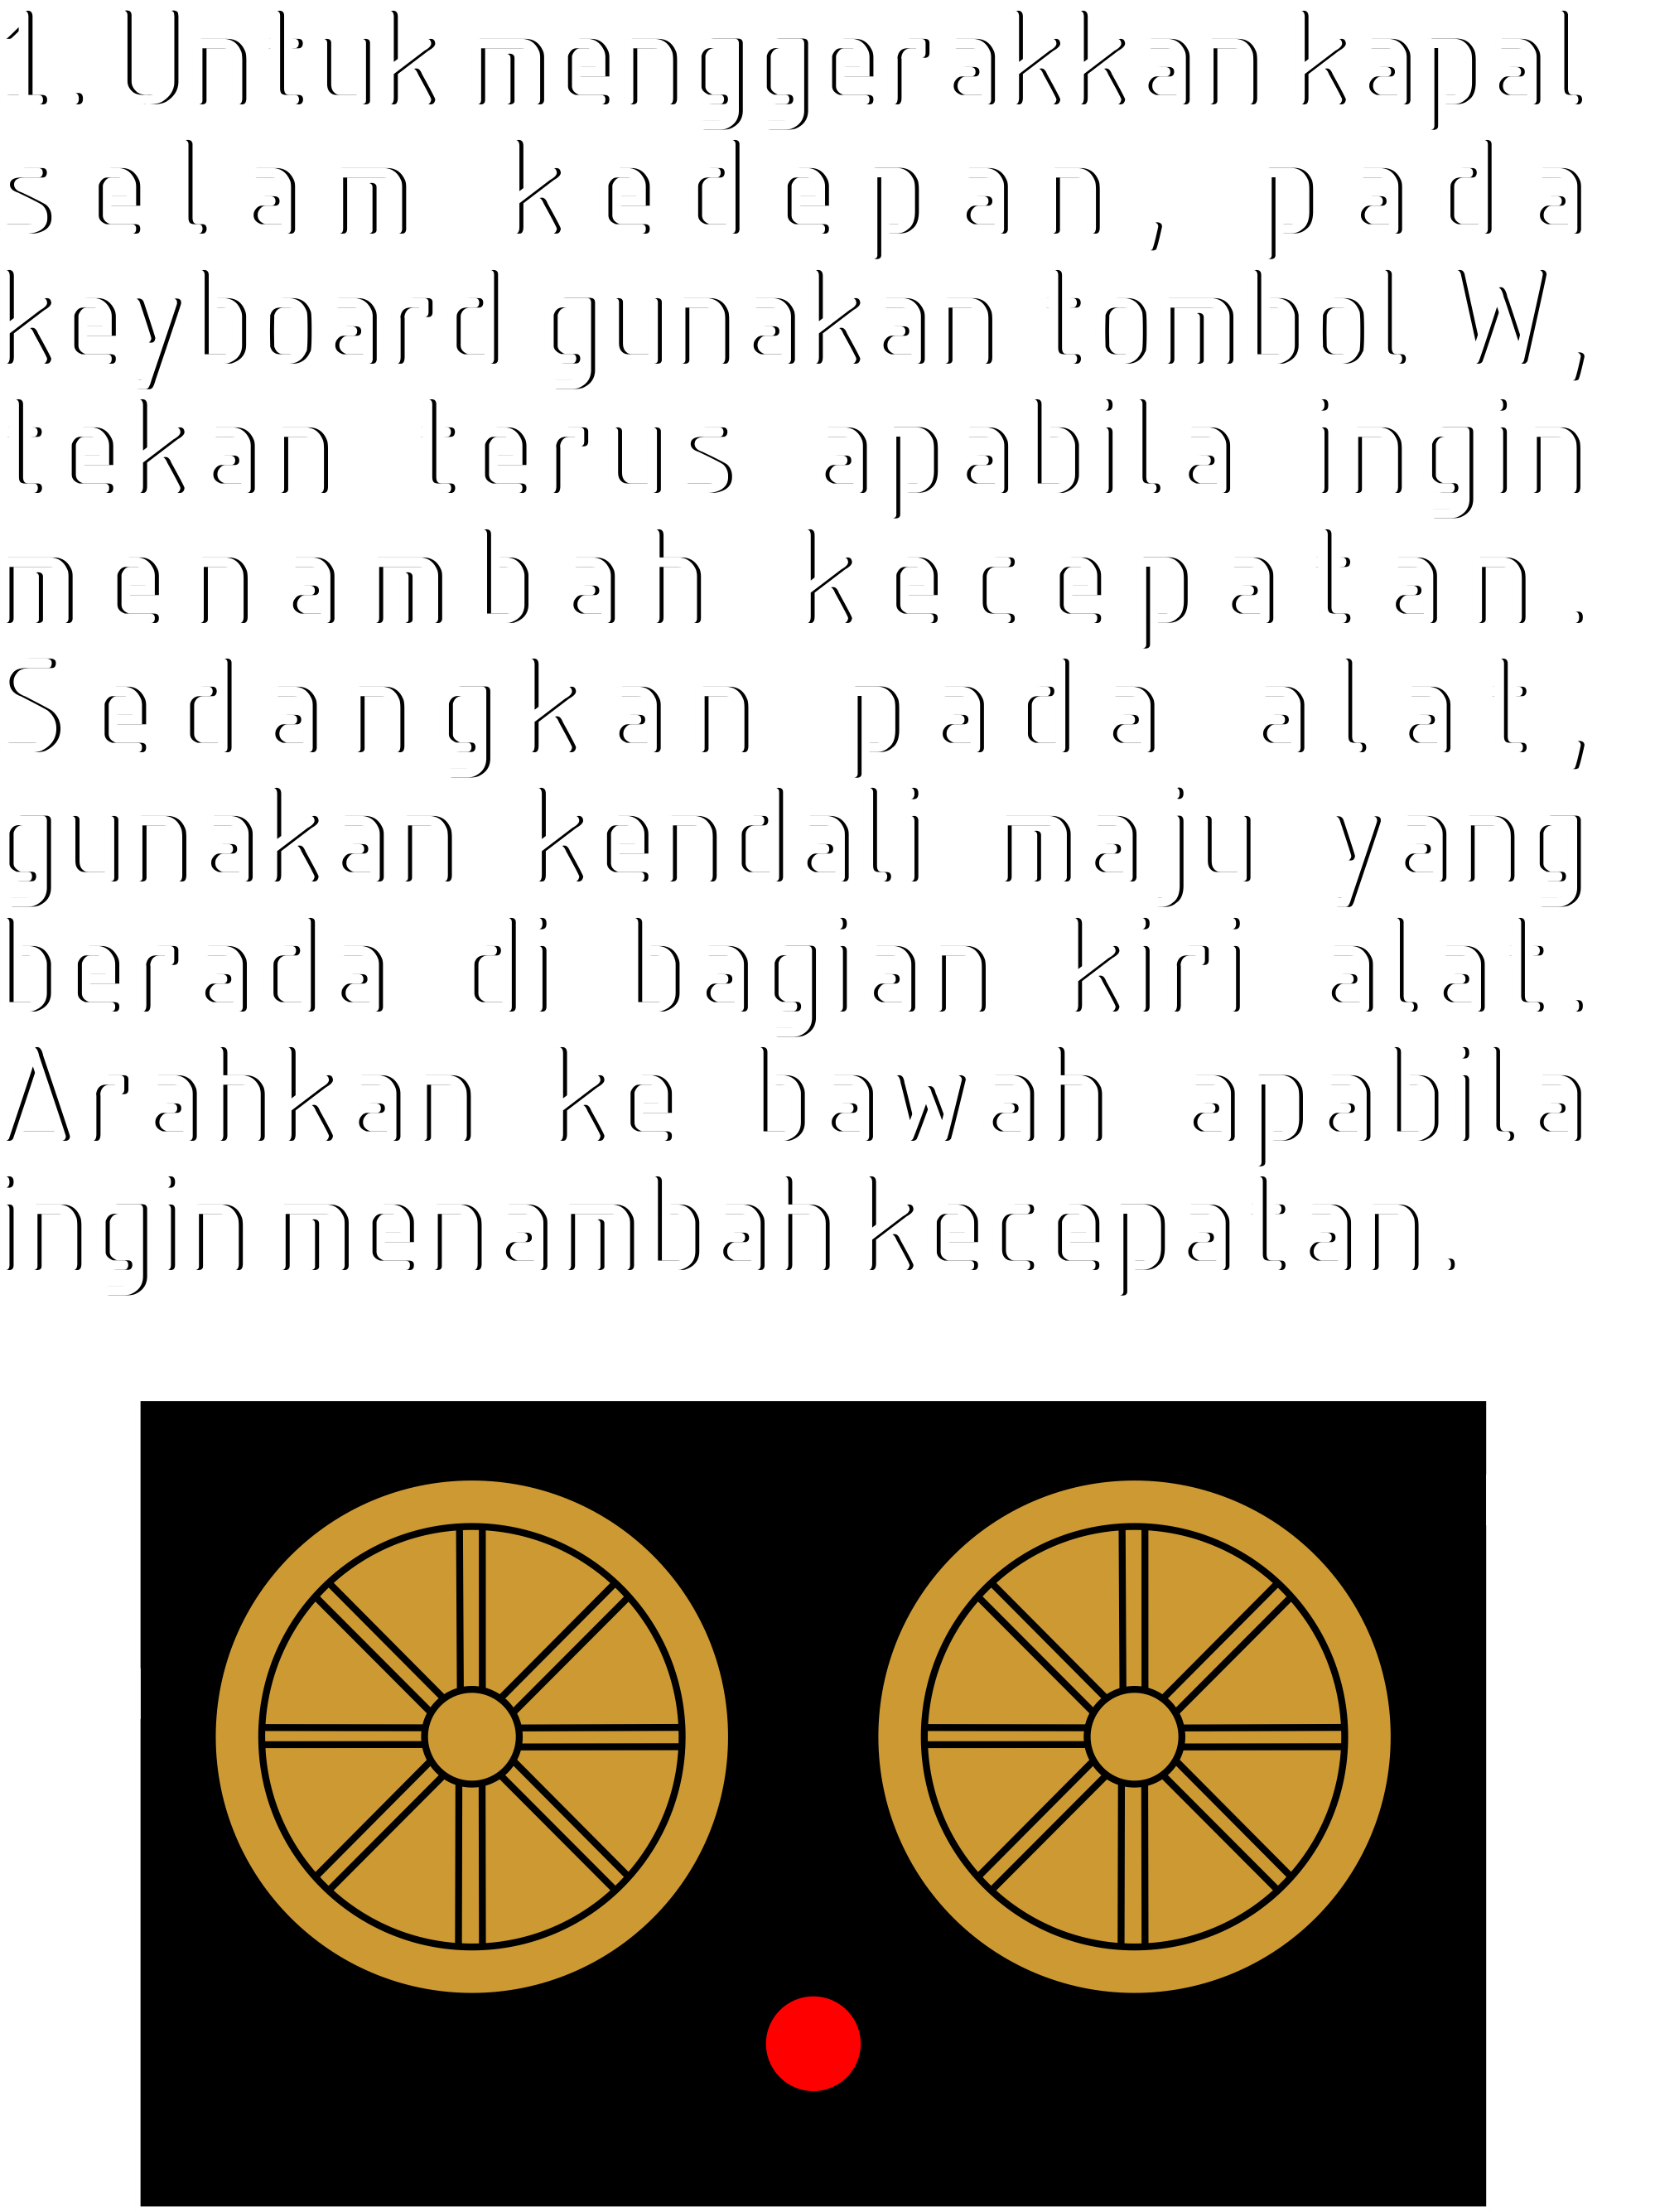 1. Untuk menggerakkan kapal
selam kedepan, pada
keyboard gunakan tombol W,
tekan terus apabila ingin
menambah kecepatan.
Sedangkan pada alat,
gunakan kendali maju yang
berada di bagian kiri alat.
Arahkan ke bawah apabila
ingin menambah kecepatan.